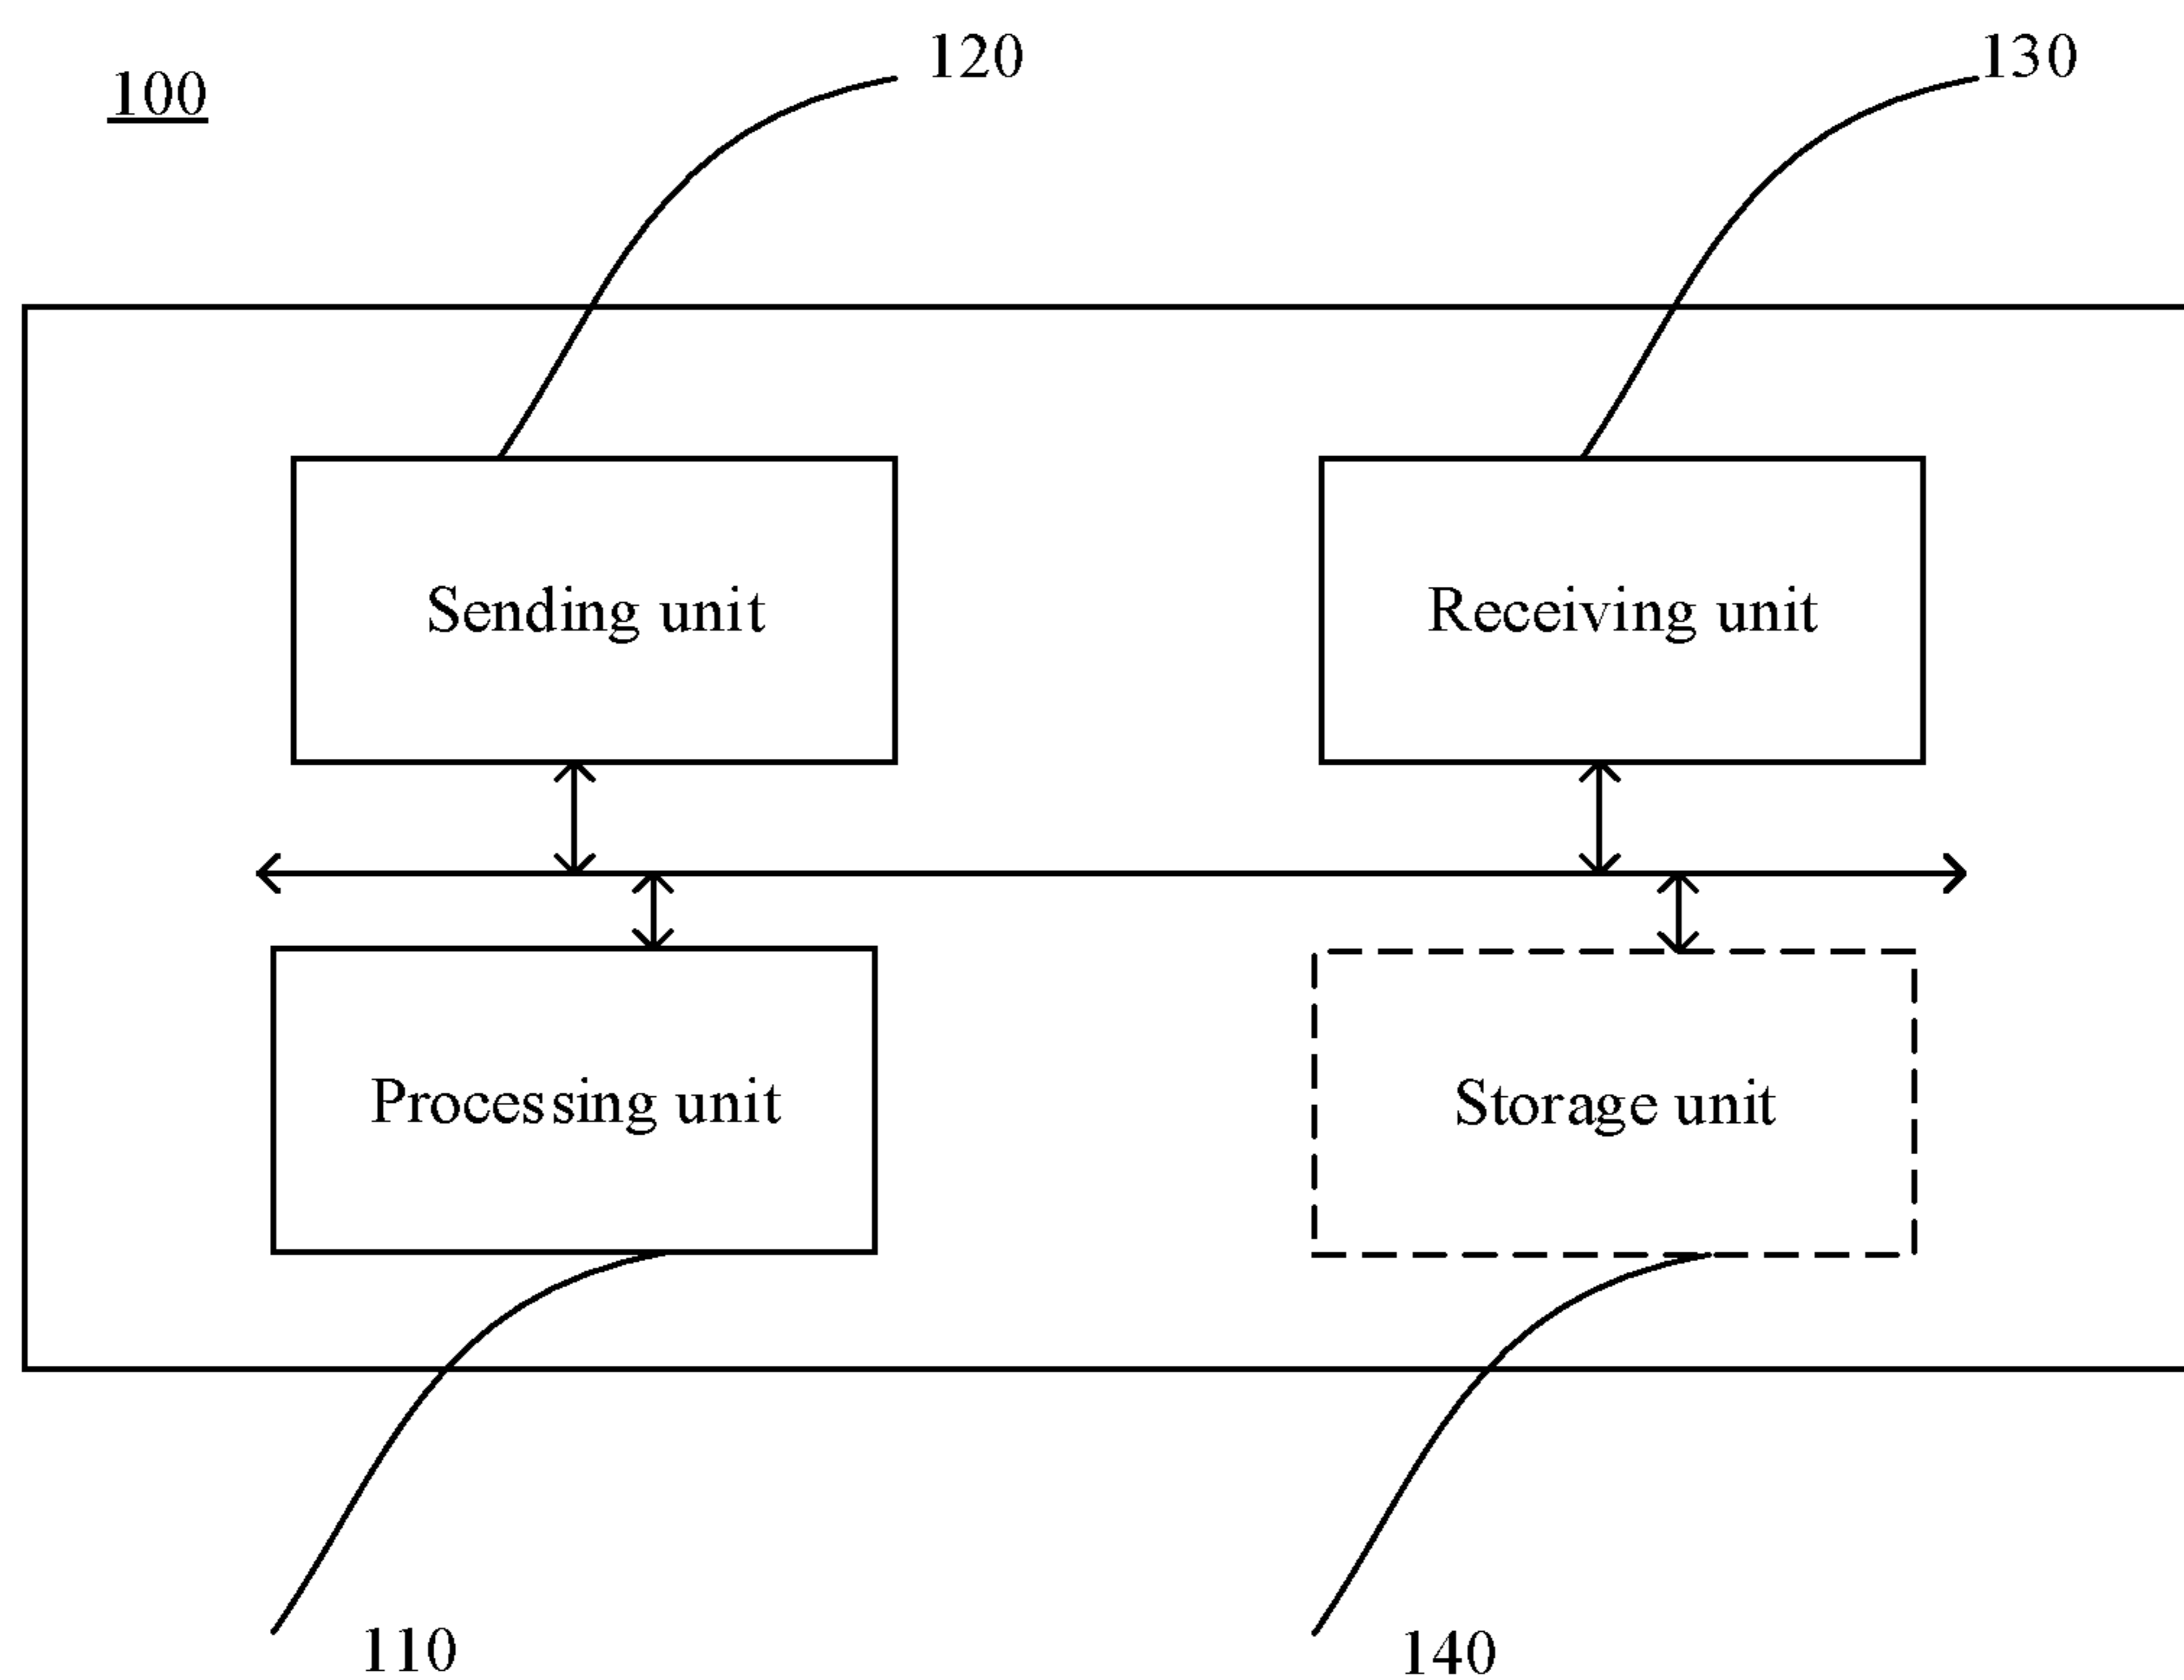 120
130
100
Sending unit
Receiving unit
Processing unit
Storage unit
110
140